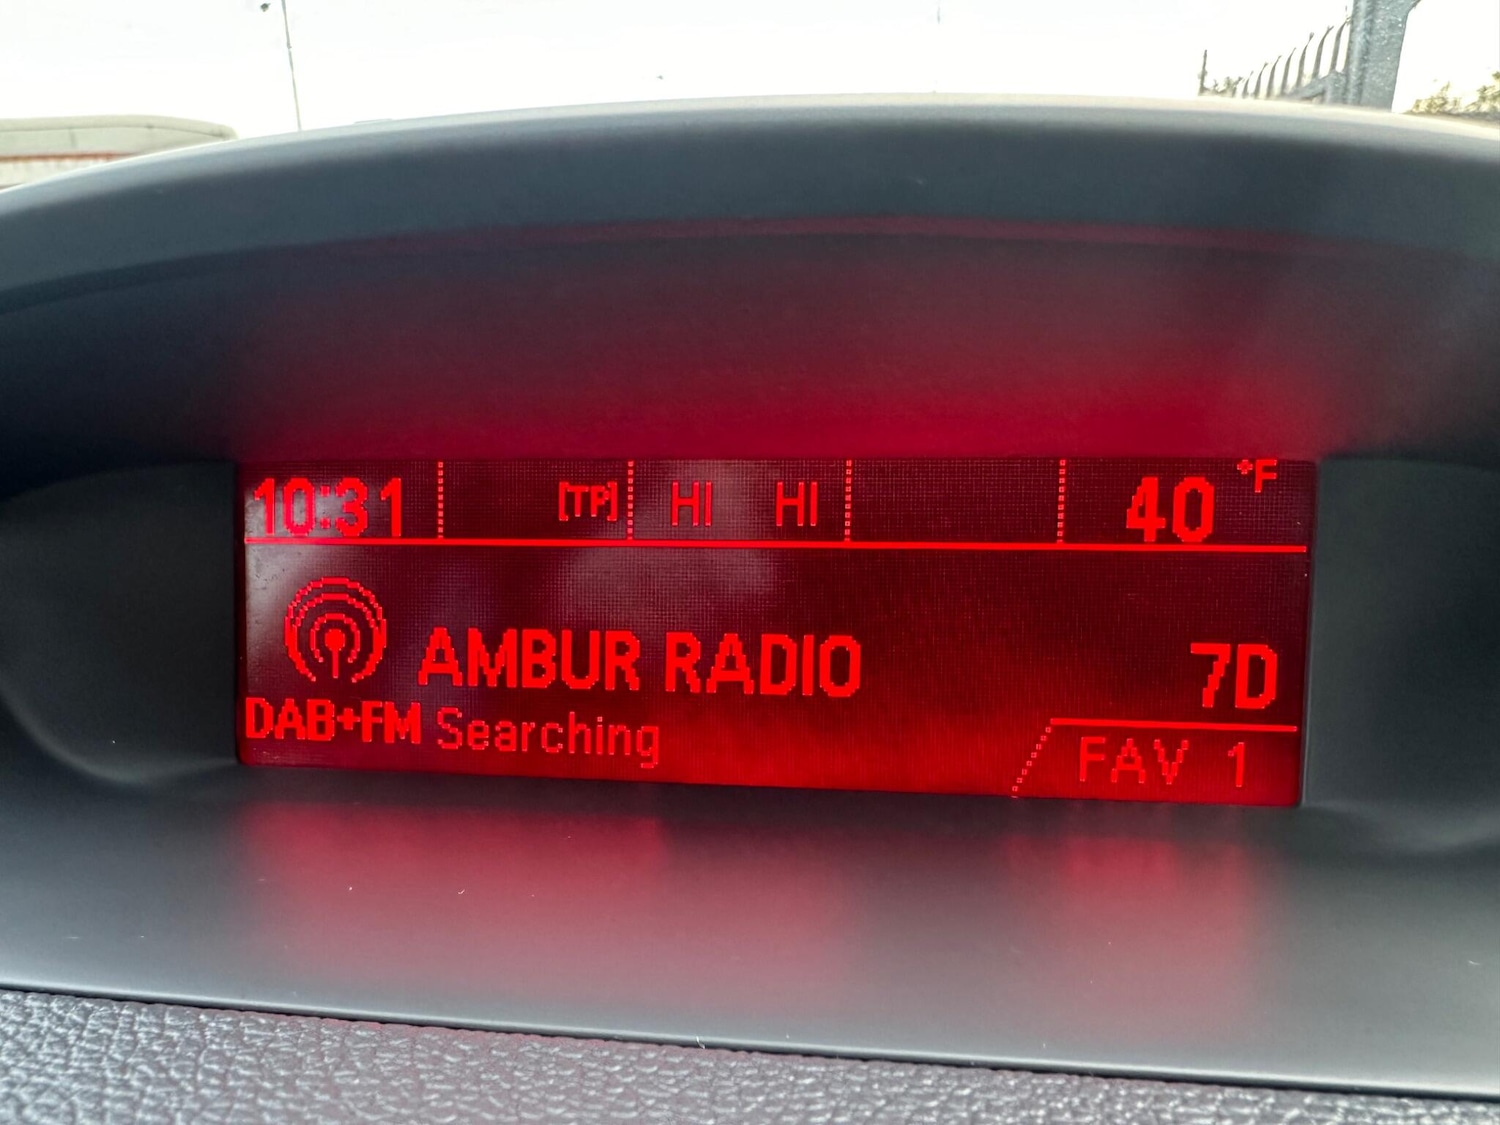 10:31 [TP] HI HI 40 °F
AMBUR RADIO 7D
DAB+FM Searching FAV 1